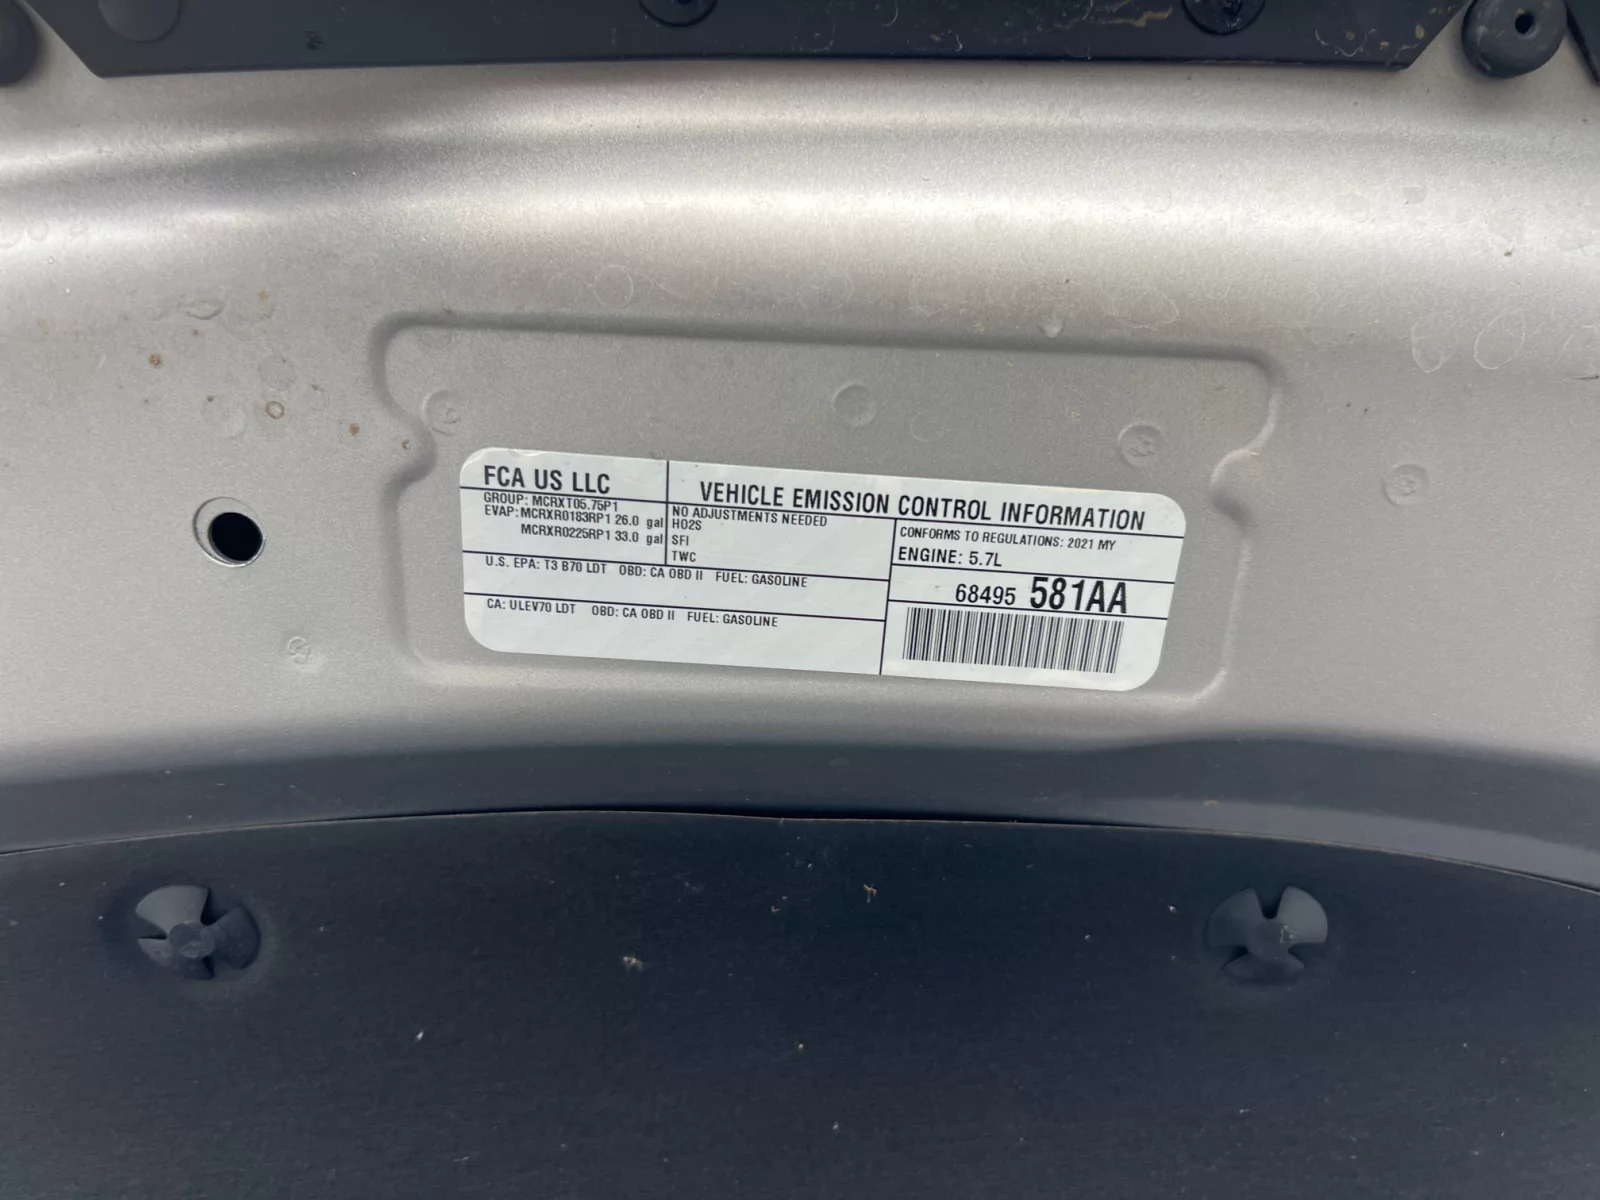 FCA US LLC
GROUP: MCRXT05.75P1
EVAP: MCRXR0183RP1 26.0 gal
MCRXR0225RP1 33.0 gal
VEHICLE EMISSION CONTROL INFORMATION
NO ADJUSTMENTS NEEDED
HO2S
SFI
TWC
CONFORMS TO REGULATIONS: 2021 MY
ENGINE: 5.7L
U.S. EPA: T3 B70 LDT OBD: CA OBD II FUEL: GASOLINE
CA: ULEV70 LDT OBD: CA OBD II FUEL: GASOLINE
68495 581AA